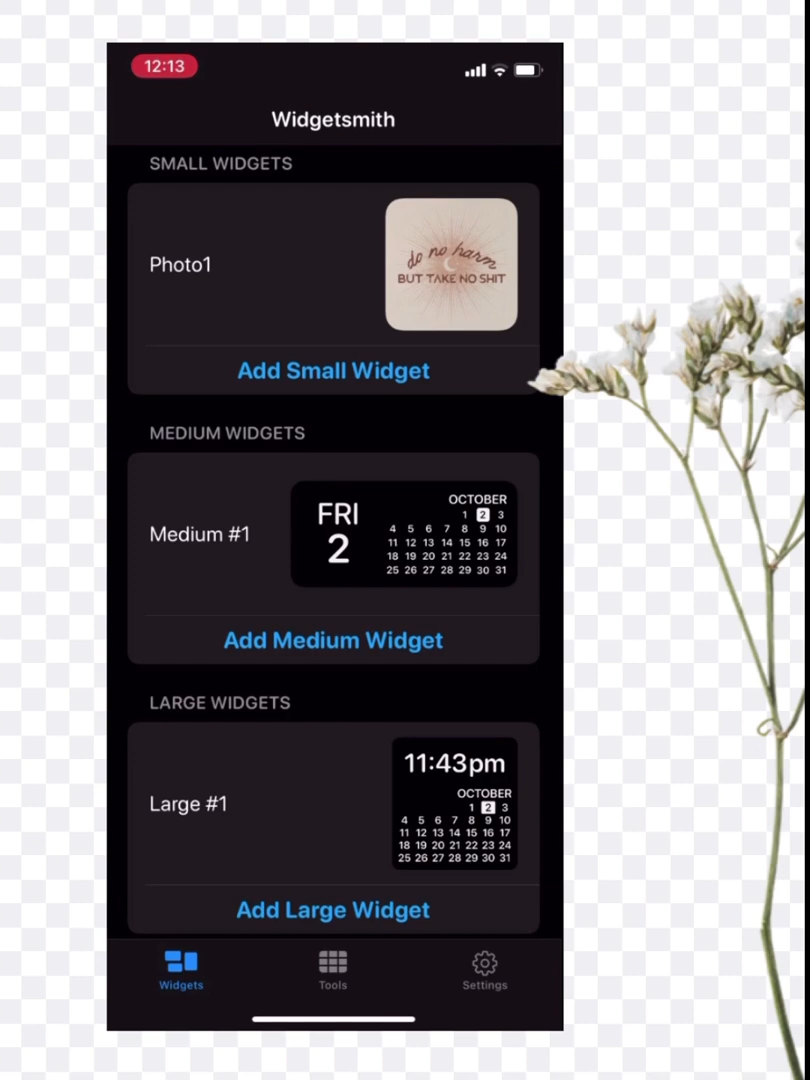 12:13
Widgetsmith
SMALL WIDGETS
Photo1
do no harm
BUT TAKE NO SHIT
Add Small Widget
MEDIUM WIDGETS
Medium #1
FRI
2
OCTOBER
1 2 3
4 5 6 7 8 9 10
11 12 13 14 15 16 17
18 19 20 21 22 23 24
25 26 27 28 29 30 31
Add Medium Widget
LARGE WIDGETS
Large #1
11:43pm
OCTOBER
1 2 3
4 5 6 7 8 9 10
11 12 13 14 15 16 17
18 19 20 21 22 23 24
25 26 27 28 29 30 31
Add Large Widget
Widgets
Tools
Settings